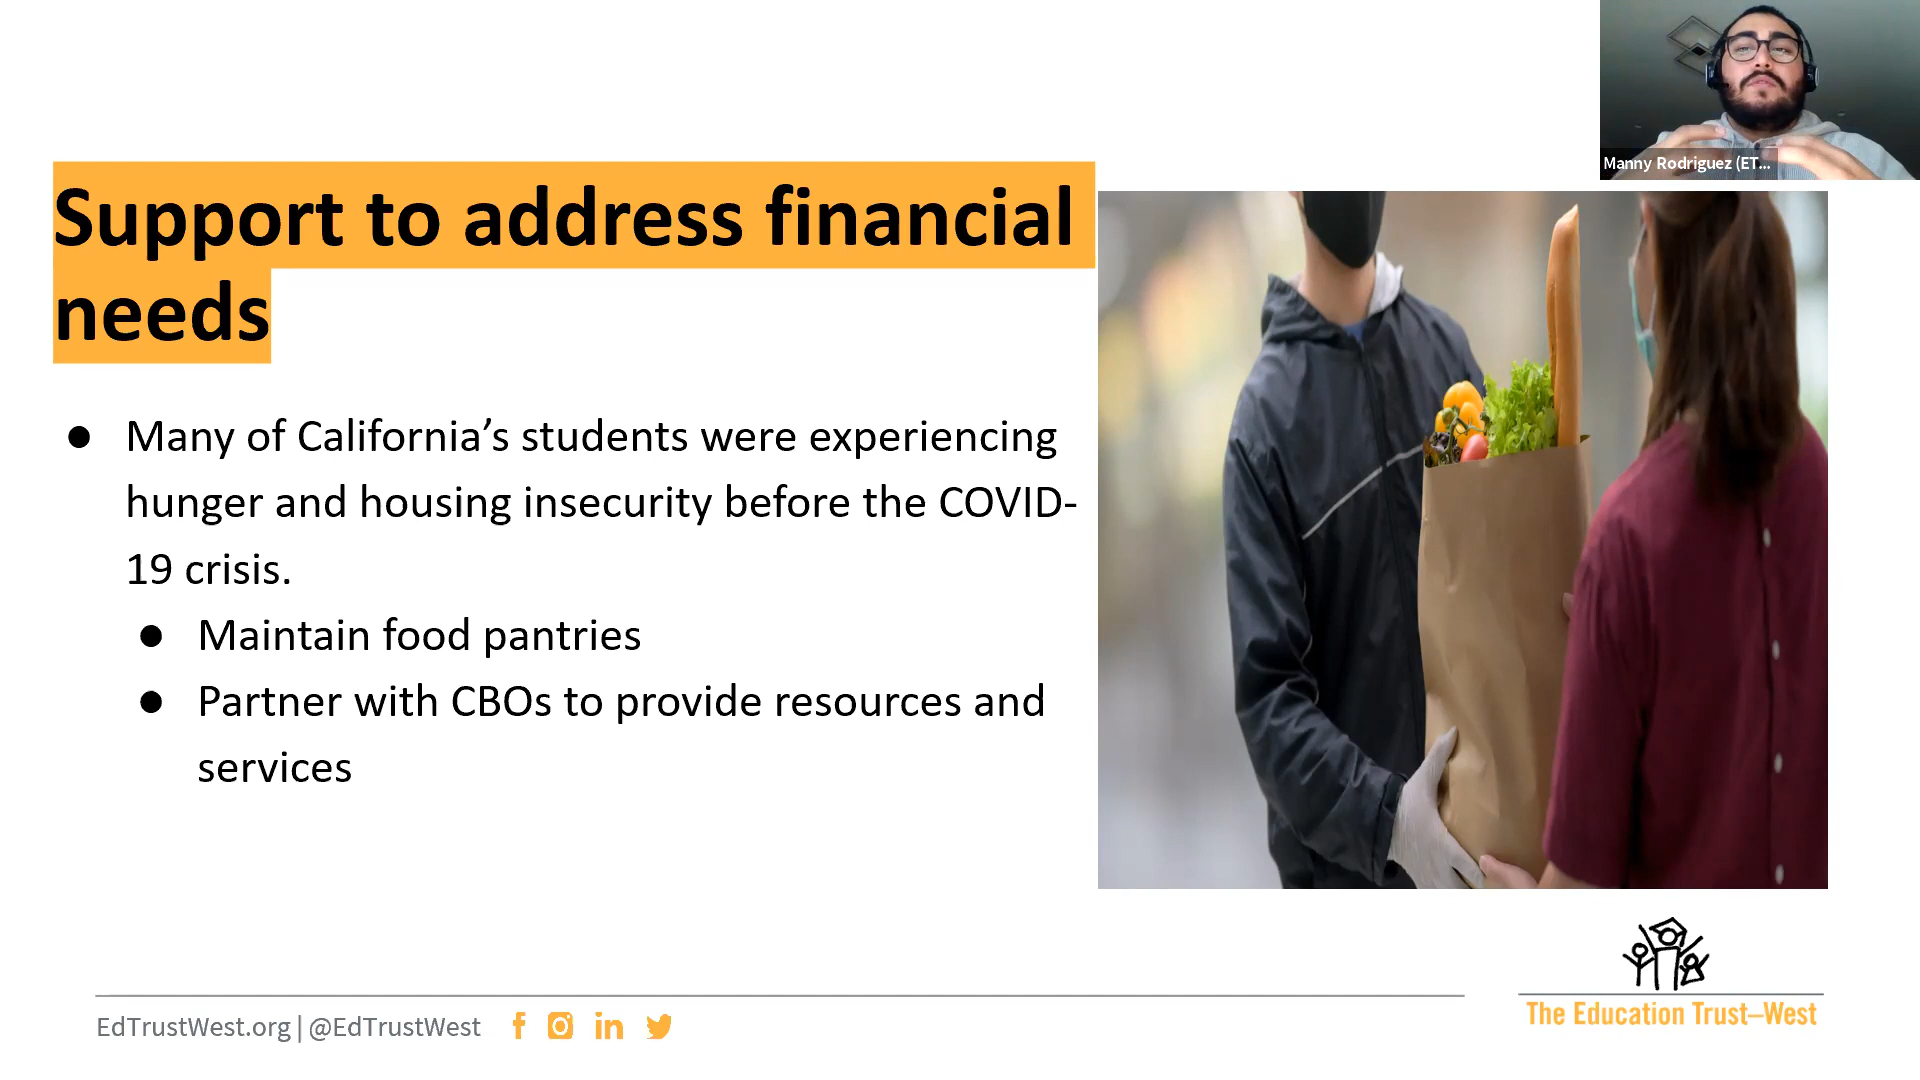 Manny Rodriguez (ET...
Support to address financial
needs
● Many of California’s students were experiencing
hunger and housing insecurity before the COVID-
19 crisis.
● Maintain food pantries
● Partner with CBOs to provide resources and
services
EdTrustWest.org | @EdTrustWest
The Education Trust–West